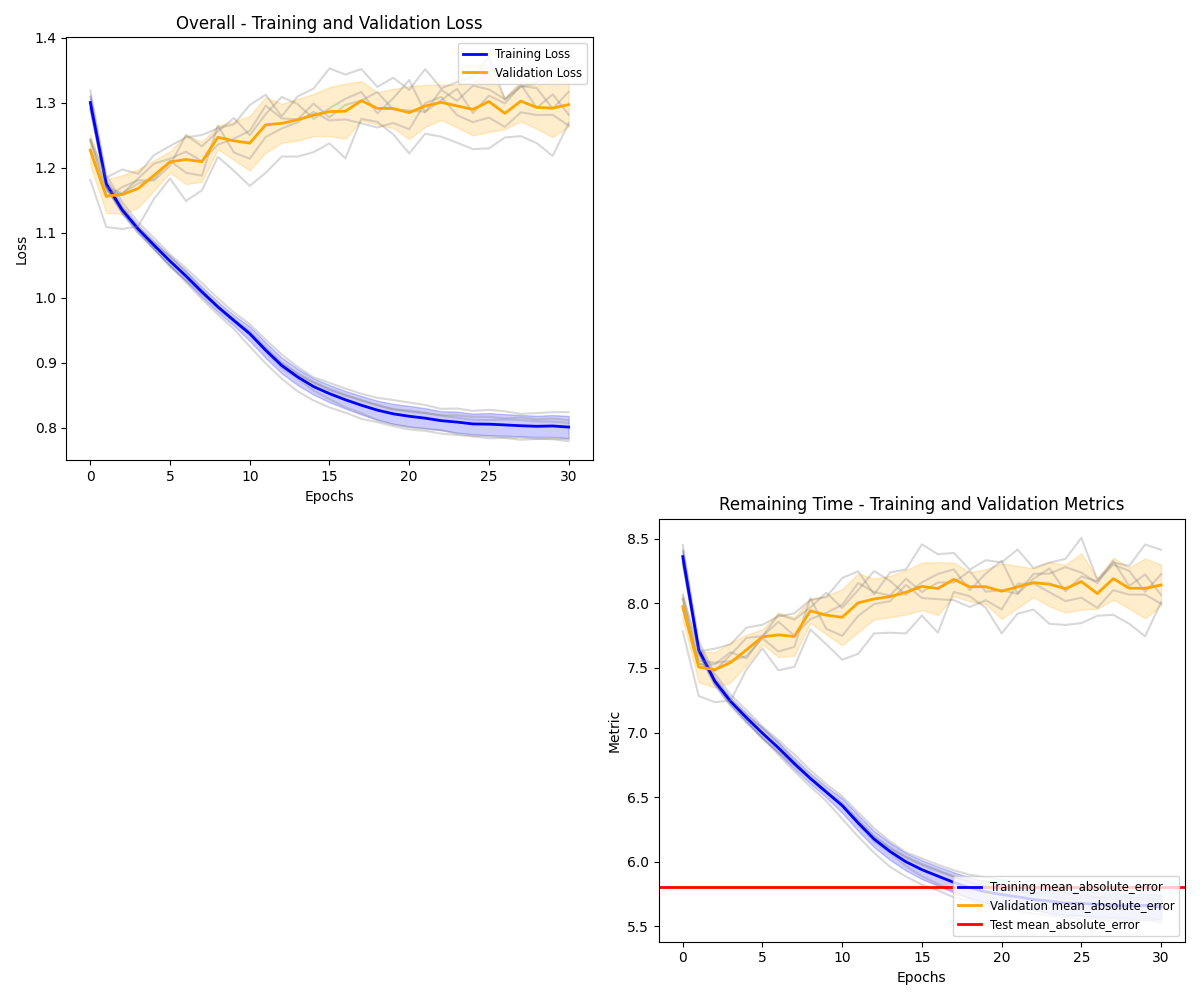 Overall - Training and Validation Loss
1.4
1.3
1.2
1.1
1.0
0.9
0.8
Loss
Training Loss
Validation Loss
0 5 10 15 20 25 30
Epochs
Remaining Time - Training and Validation Metrics
8.5
8.0
7.5
7.0
6.5
6.0
5.5
Metric
Training mean_absolute_error
Validation mean_absolute_error
Test mean_absolute_error
0 5 10 15 20 25 30
Epochs